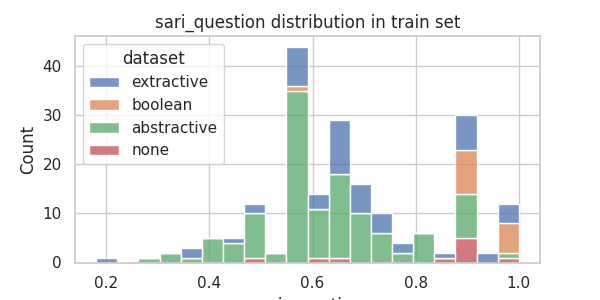 sari_question distribution in train set
dataset
extractive
boolean
abstractive
none
Count
40
30
20
10
0
0.2 0.4 0.6 0.8 1.0